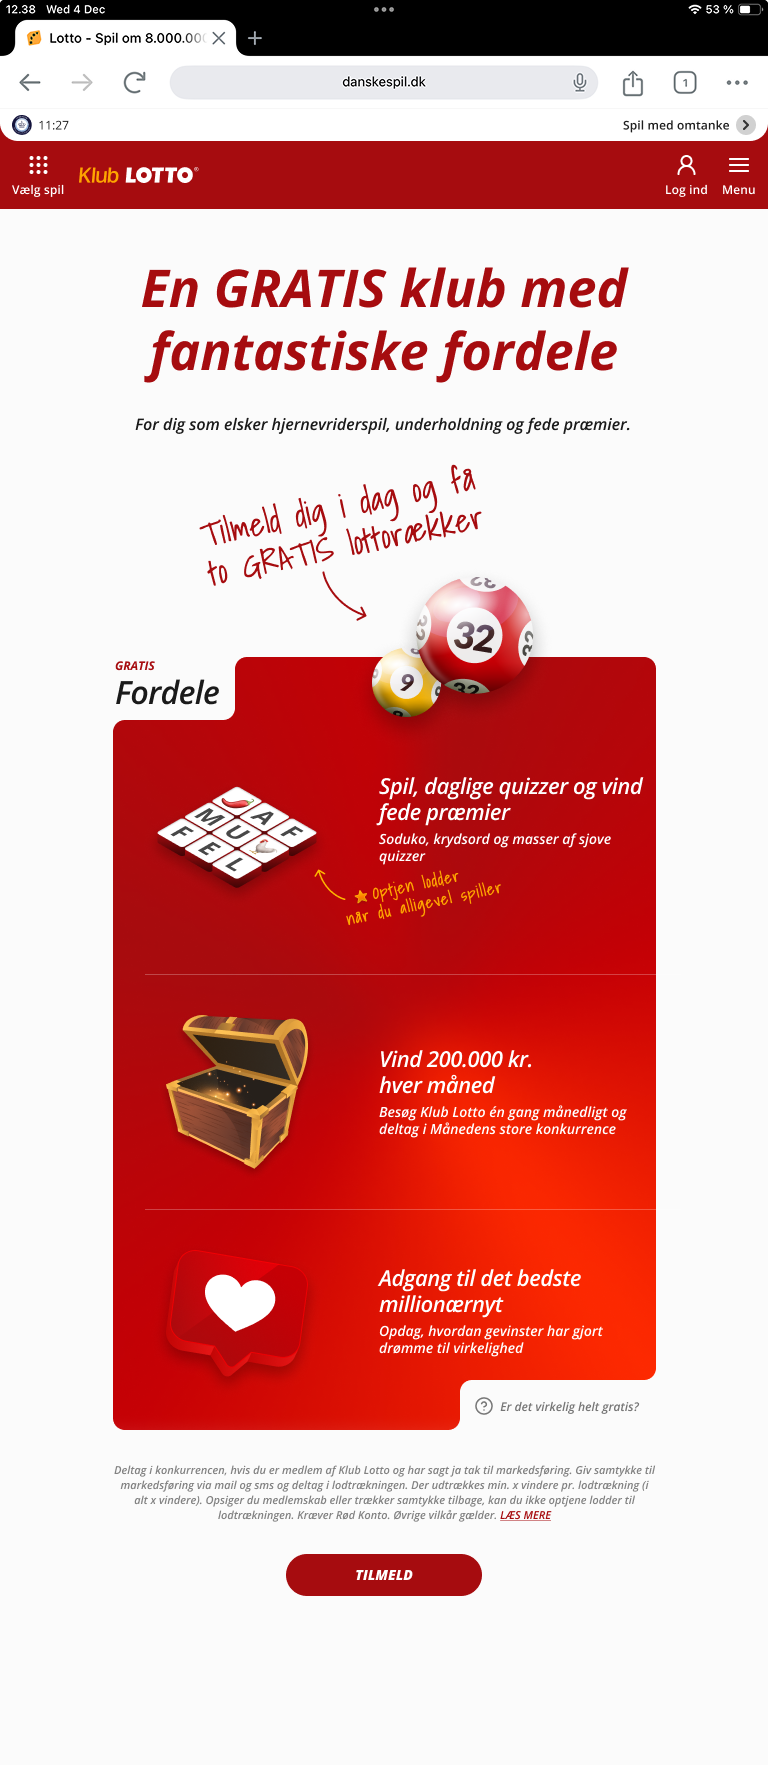 12.38 Wed 4 Dec
53 %
Lotto - Spil om 8.000.000
danskespil.dk
1
11:27
Spil med omtanke
Vælg spil
Klub LOTTO®
Log ind
Menu
En GRATIS klub med
fantastiske fordele
For dig som elsker hjernevriderspil, underholdning og fede præmier.
Tilmeld dig i dag og få
to GRATIS lottorækker
32
32
32
32
32
9
GRATIS
Fordele
Spil, daglige quizzer og vind
fede præmier
Soduko, krydsord og masser af sjove
quizzer
A F
M U
F E L
Optjen lodder
når du alligevel spiller
Vind 200.000 kr.
hver måned
Besøg Klub Lotto én gang månedligt og
deltag i Månedens store konkurrence
Adgang til det bedste
millionærnyt
Opdag, hvordan gevinster har gjort
drømme til virkelighed
Er det virkelig helt gratis?
Deltag i konkurrencen, hvis du er medlem af Klub Lotto og har sagt ja tak til markedsføring. Giv samtykke til
markedsføring via mail og sms og deltag i lodtrækningen. Der udtrækkes min. x vindere pr. lodtrækning (i
alt x vindere). Opsiger du medlemskab eller trækker samtykke tilbage, kan du ikke optjene lodder til
lodtrækningen. Kræver Rød Konto. Øvrige vilkår gælder. LÆS MERE
TILMELD